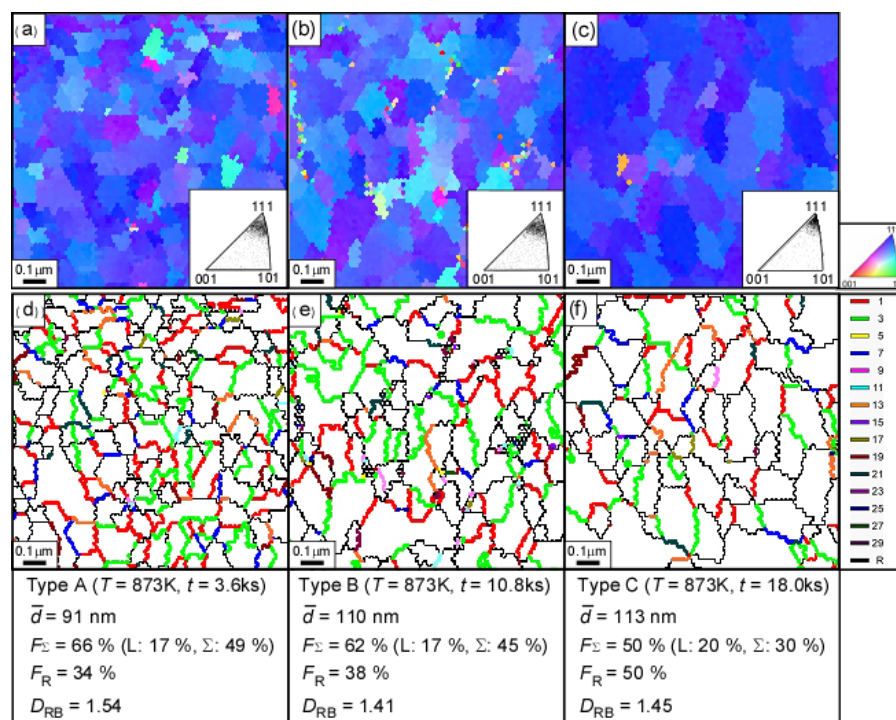 (a)
(b)
(c)
111
001
101
0.1µm
111
001
101
0.1µm
111
001
101
0.1µm
11
001
1
(d)
(e)
(f)
0.1µm
0.1µm
0.1µm
1
3
5
7
9
11
13
15
17
19
21
23
25
27
29
R
Type A (T = 873K, t = 3.6ks)
d̅ = 91 nm
FΣ = 66 % (L: 17 %, Σ: 49 %)
FR = 34 %
DRB = 1.54
Type B (T = 873K, t = 10.8ks)
d̅ = 110 nm
FΣ = 62 % (L: 17 %, Σ: 45 %)
FR = 38 %
DRB = 1.41
Type C (T = 873K, t = 18.0ks)
d̅ = 113 nm
FΣ = 50 % (L: 20 %, Σ: 30 %)
FR = 50 %
DRB = 1.45